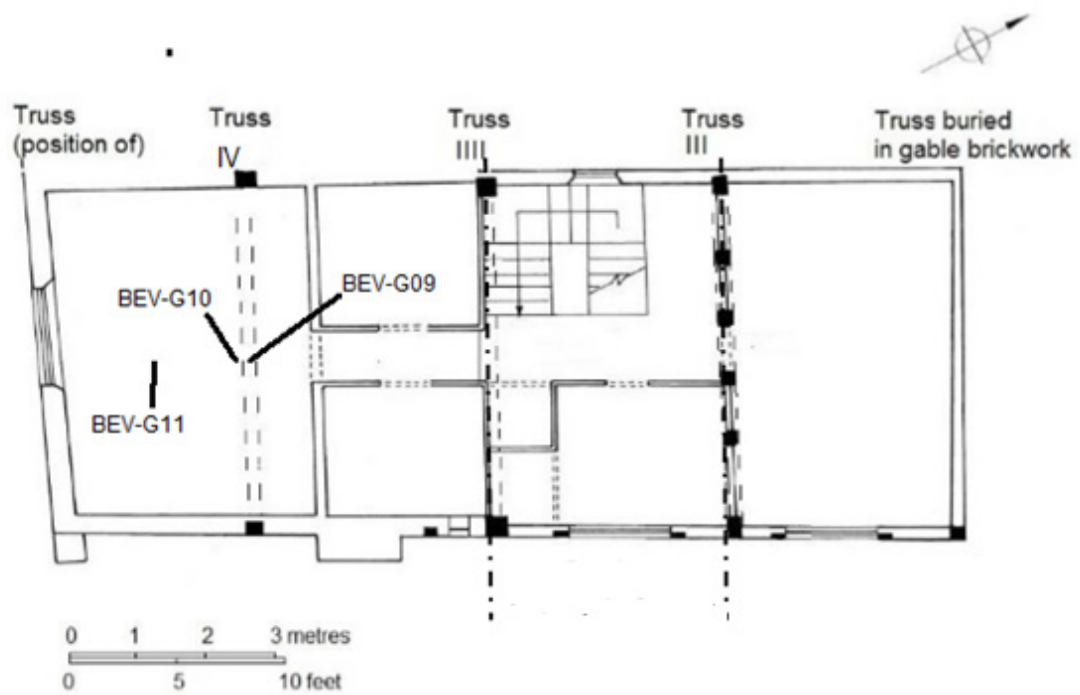 Truss
(position of)
Truss
IV
Truss
IIII
Truss
III
Truss buried
in gable brickwork
BEV-G10
BEV-G09
BEV-G11
0 1 2 3 metres
0 5 10 feet